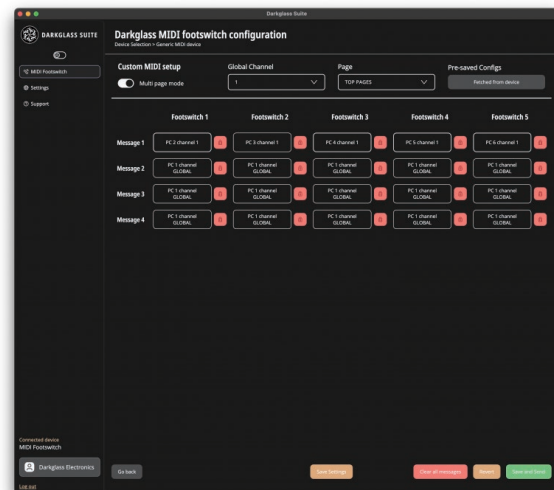 Darkglass Suite
DARKGLASS SUITE
MIDI Footswitch
Settings
Support
Darkglass MIDI footswitch configuration
Device Selection > Generic MIDI device
Custom MIDI setup
Multi page mode
Global Channel
1
Page
TOP PAGES
Pre-saved Configs
Fetched from device
Footswitch 1 Footswitch 2 Footswitch 3 Footswitch 4 Footswitch 5
Message 1 PC 2 channel 1 PC 3 channel 1 PC 4 channel 1 PC 5 channel 1 PC 6 channel 1
Message 2 PC 1 channel GLOBAL PC 1 channel GLOBAL PC 1 channel GLOBAL PC 1 channel GLOBAL PC 1 channel GLOBAL
Message 3 PC 1 channel GLOBAL PC 1 channel GLOBAL PC 1 channel GLOBAL PC 1 channel GLOBAL PC 1 channel GLOBAL
Message 4 PC 1 channel GLOBAL PC 1 channel GLOBAL PC 1 channel GLOBAL PC 1 channel GLOBAL PC 1 channel GLOBAL
Connected device
MIDI Footswitch
Darkglass Electronics
Log out
Go back
Save Settings
Clear all messages
Revert
Save and Send